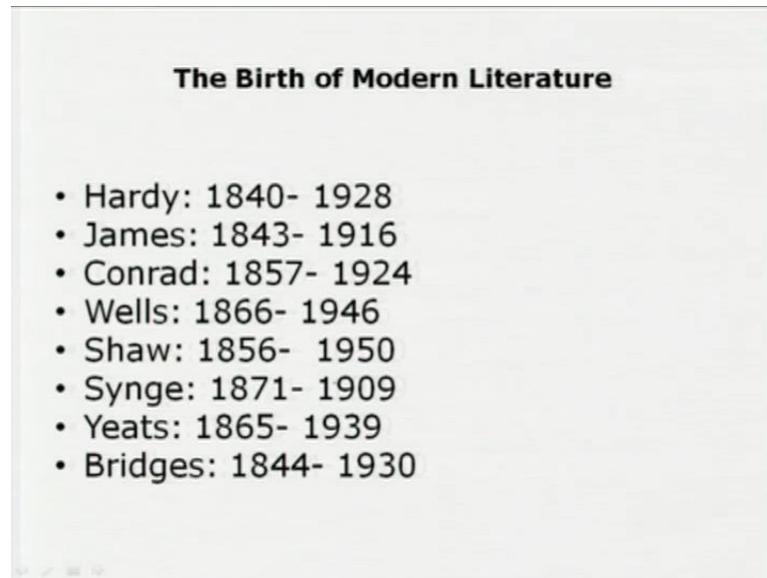 The Birth of Modern Literature
• Hardy: 1840- 1928
• James: 1843- 1916
• Conrad: 1857- 1924
• Wells: 1866- 1946
• Shaw: 1856-  1950
• Synge: 1871- 1909
• Yeats: 1865- 1939
• Bridges: 1844- 1930